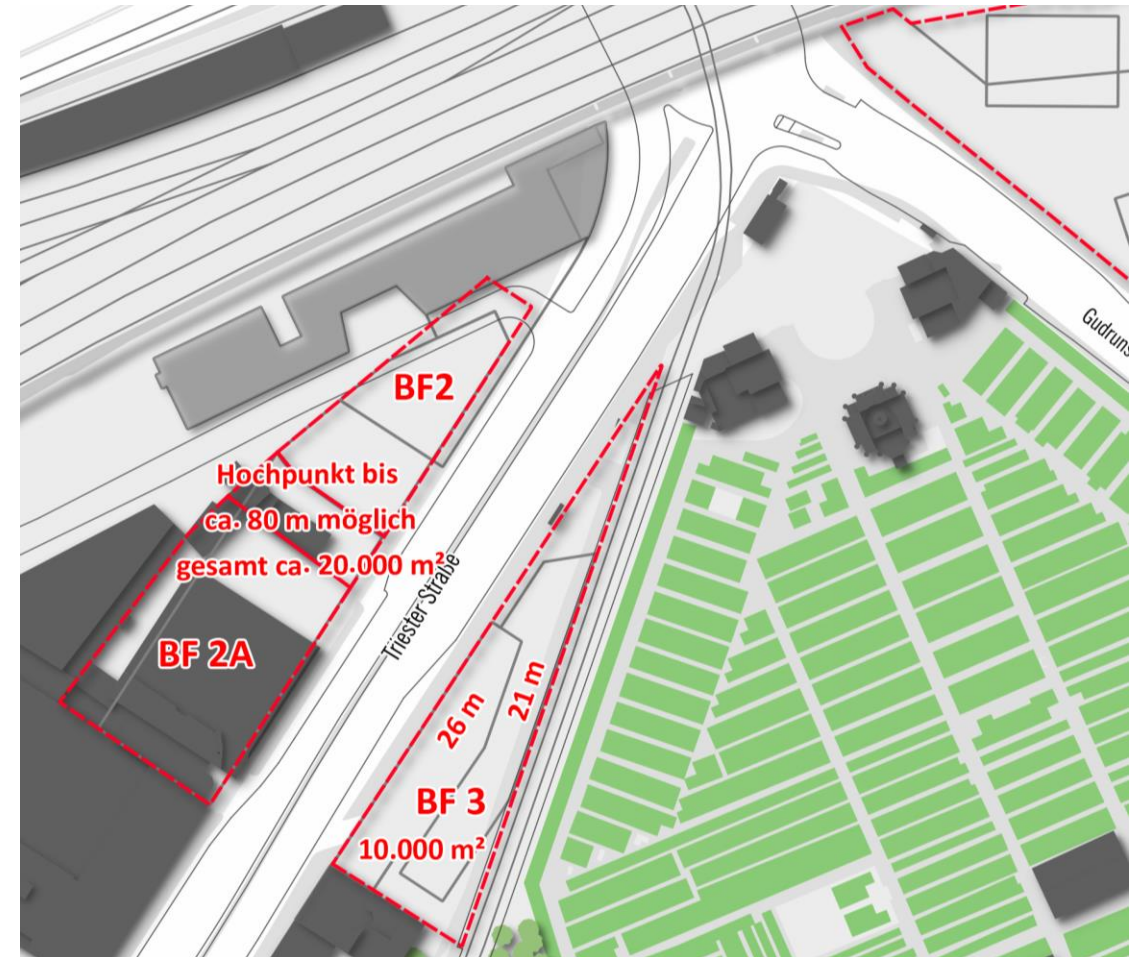 Gudruns
BF2
Hochpunkt bis
ca. 80 m möglich
gesamt ca. 20.000 m²
Triester Straße
BF 2A
26 m
21 m
BF 3
10.000 m²